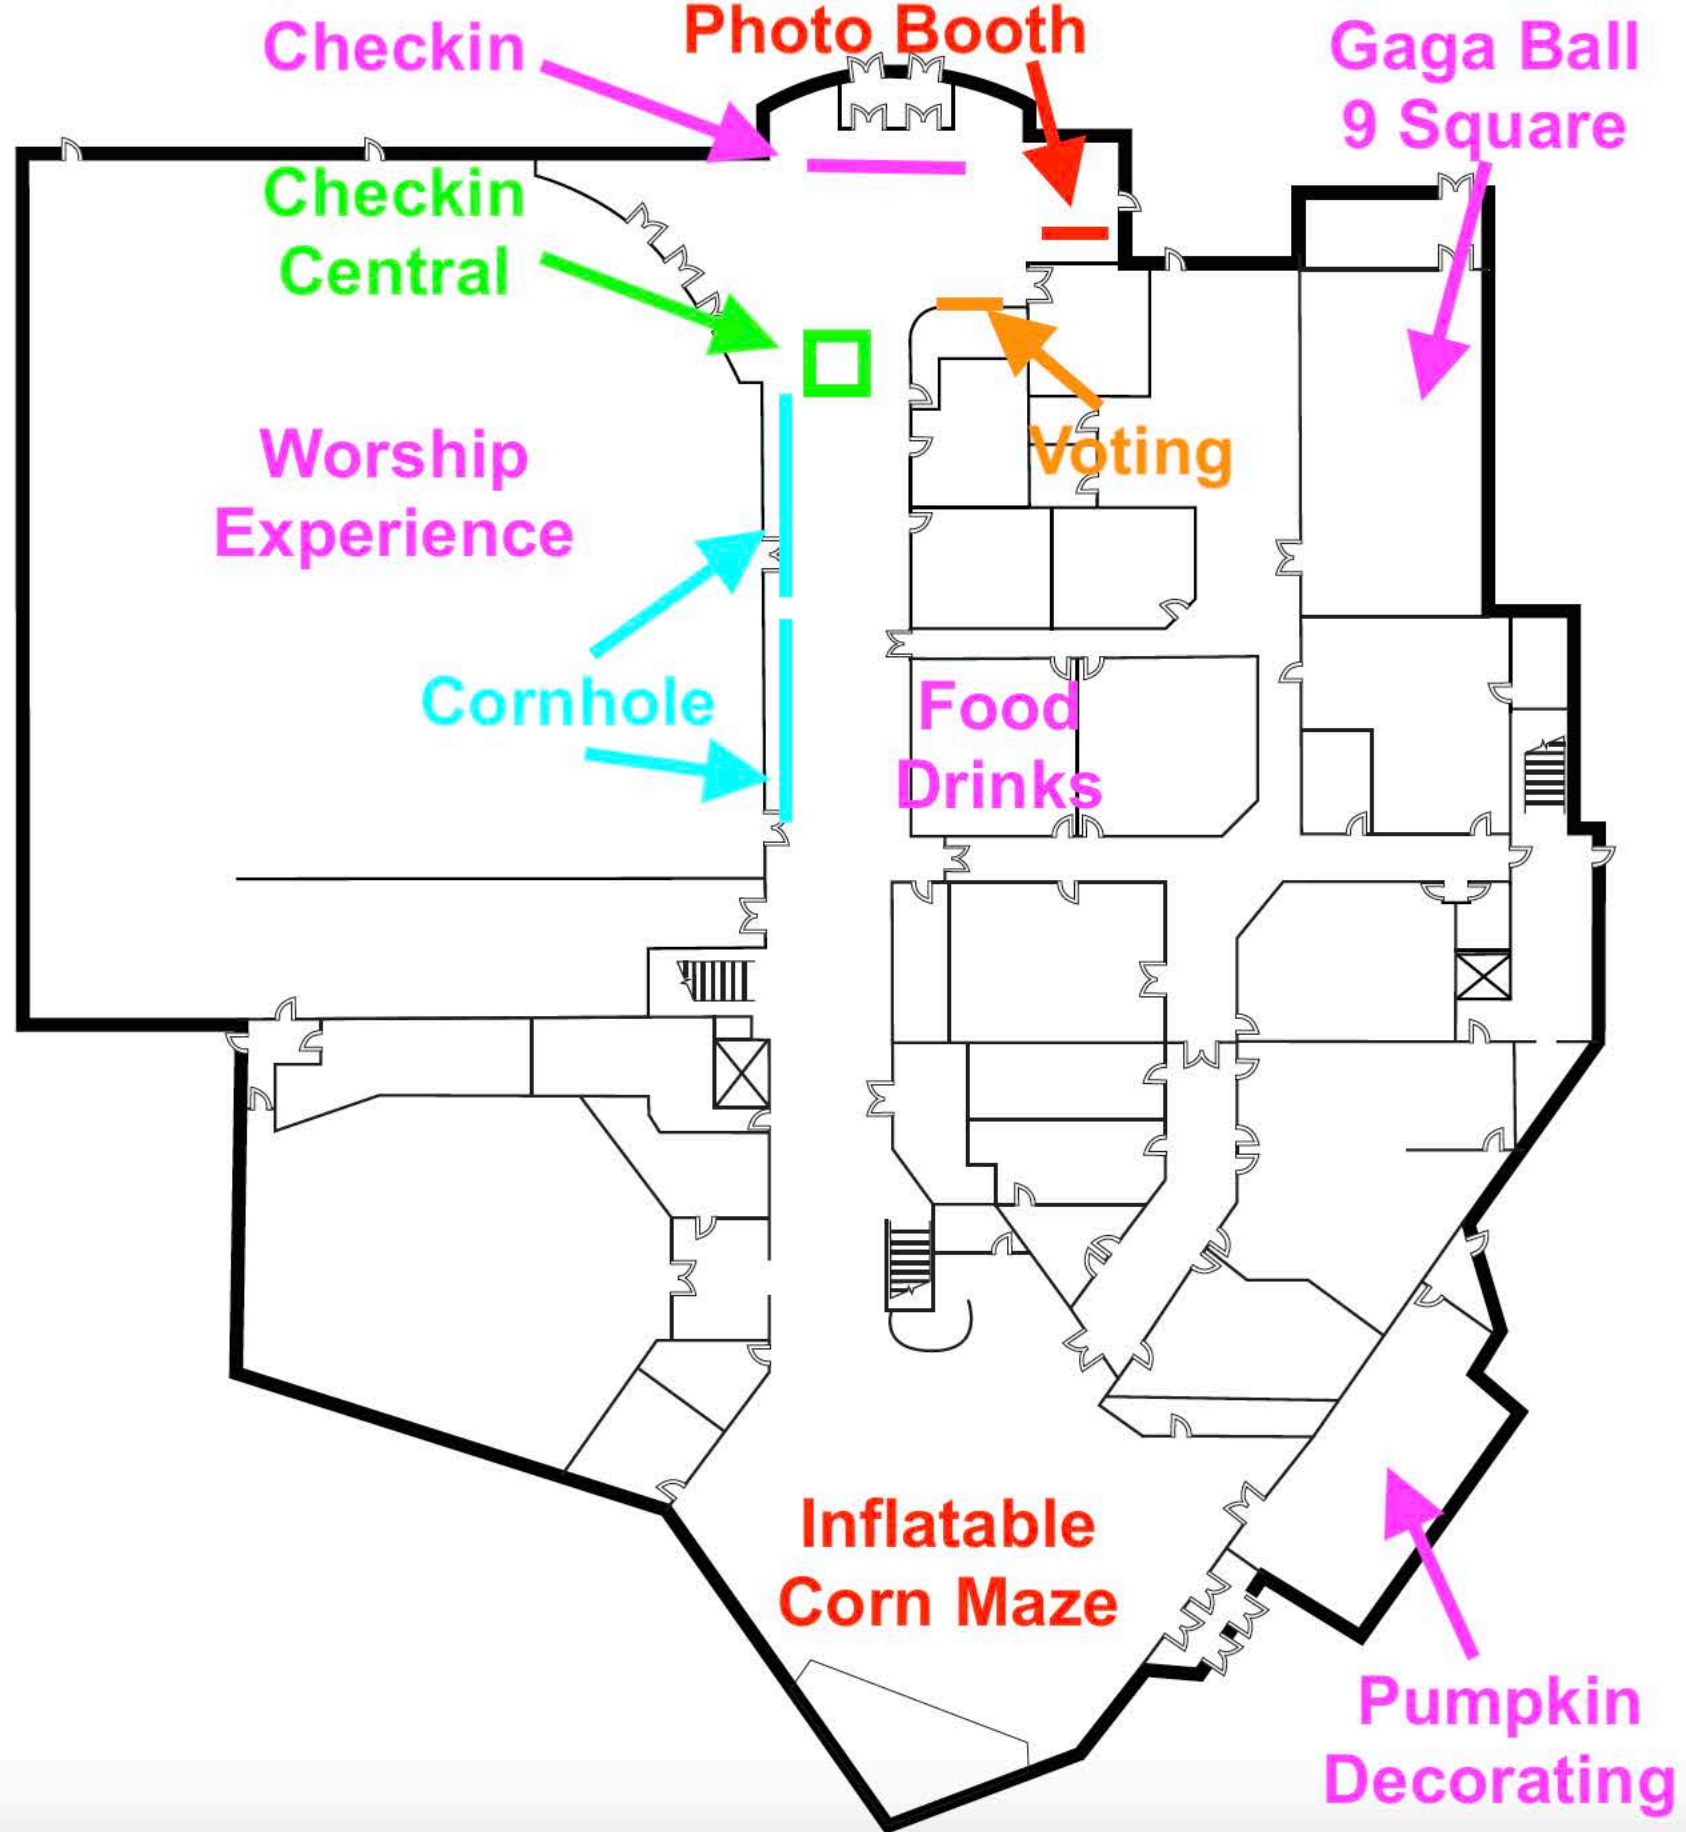 Checkin
Photo Booth
Gaga Ball
9 Square
Checkin
Central
Worship
Experience
Voting
Cornhole
Food
Drinks
Inflatable
Corn Maze
Pumpkin
Decorating